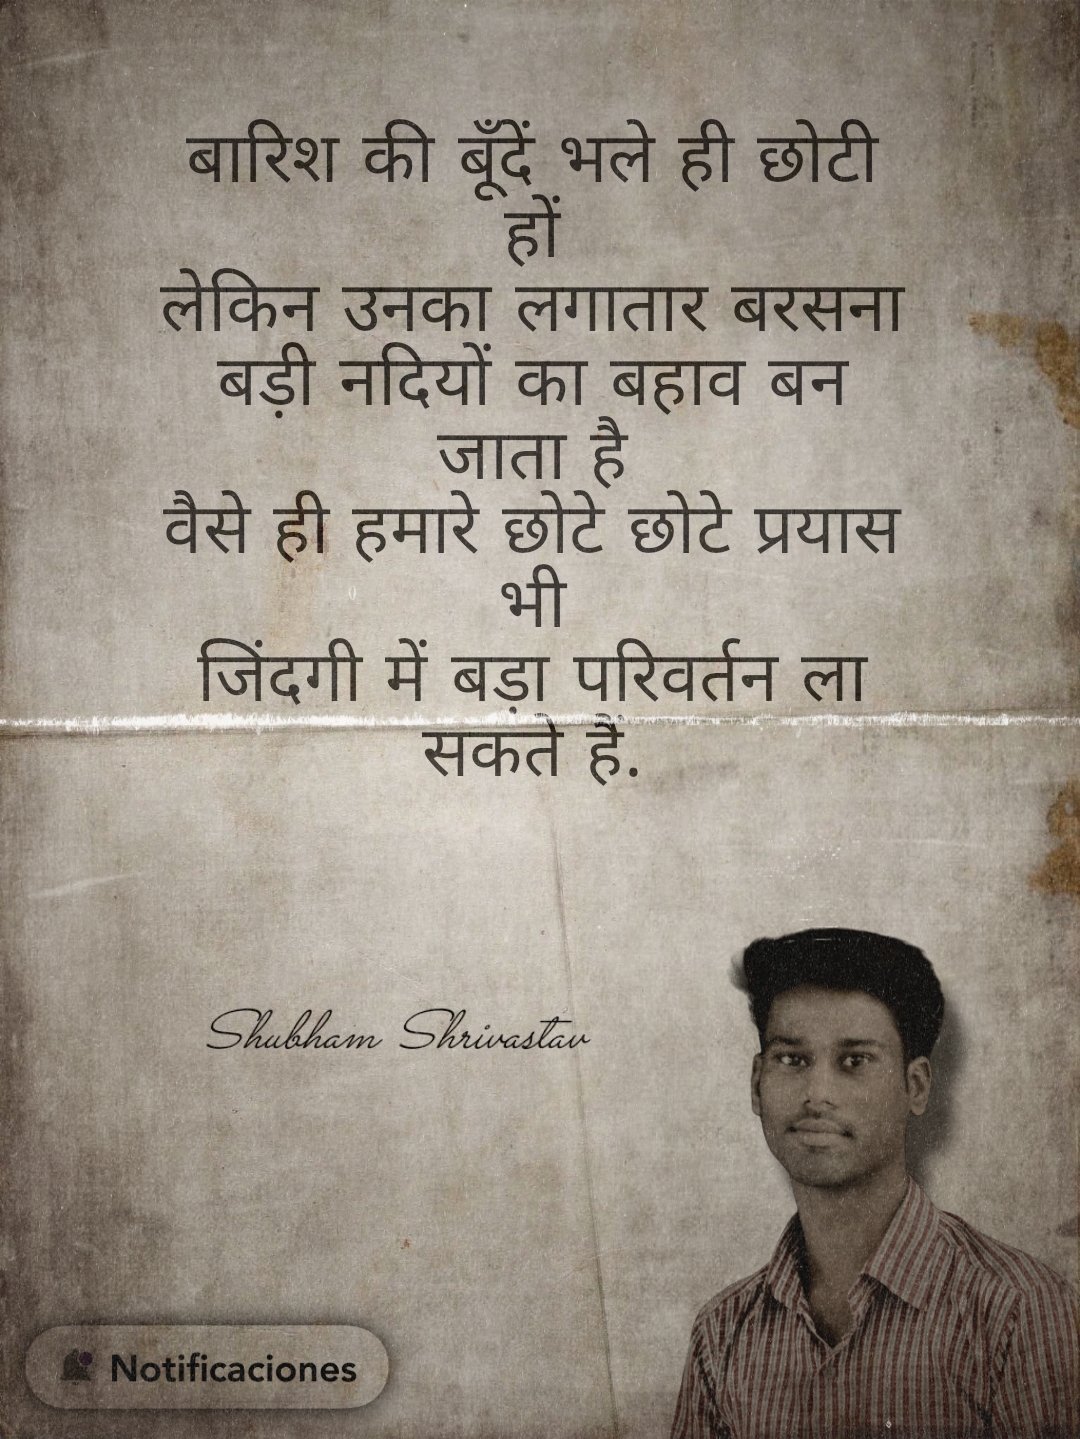 बारिश की बूँदें भले ही छोटी
हों
लेकिन उनका लगातार बरसना
बड़ी नदियों का बहाव बन
जाता है
वैसे ही हमारे छोटे छोटे प्रयास
भी
जिंदगी में बड़ा परिवर्तन ला
सकते हैं.
Shubham Shrivastav
Notificaciones